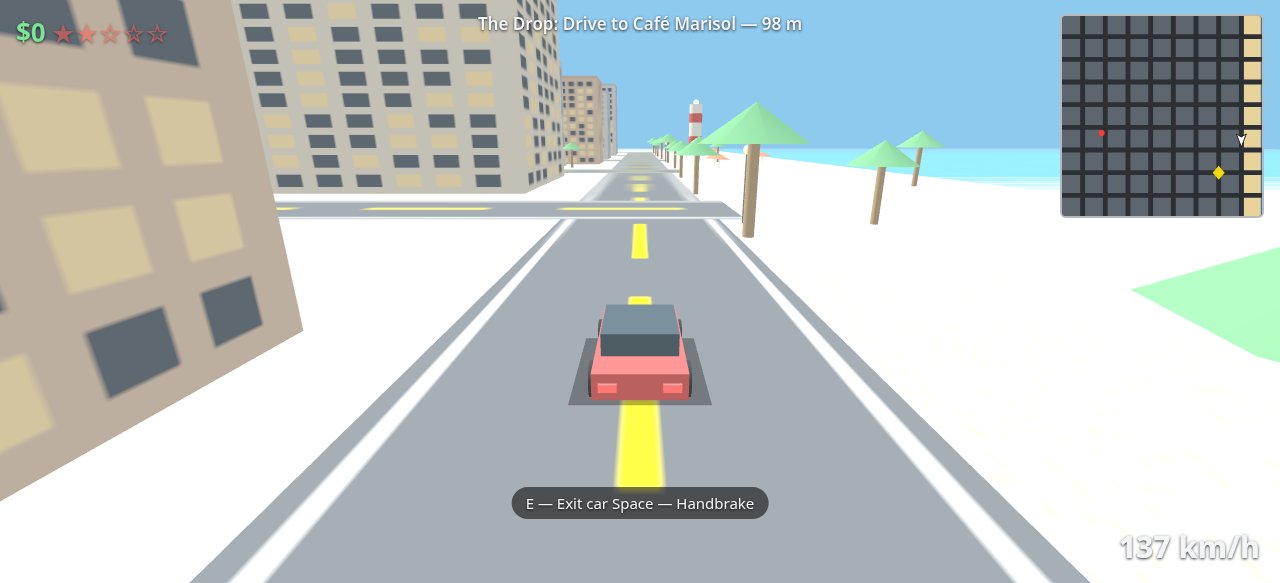 The Drop: Drive to Café Marisol — 98 m
$0 ★★☆☆☆
E — Exit car Space — Handbrake
137 km/h